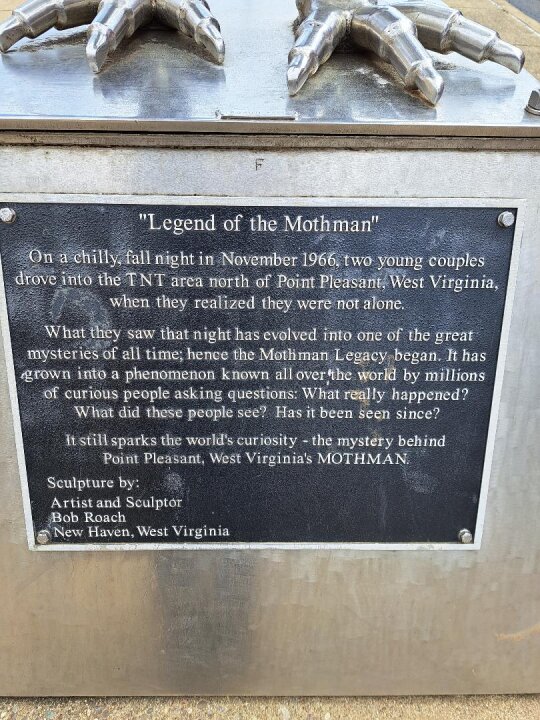 F
"Legend of the Mothman"
On a chilly, fall night in November 1966, two young couples
drove into the TNT area north of Point Pleasant, West Virginia,
when they realized they were not alone.
What they saw that night has evolved into one of the great
mysteries of all time; hence the Mothman Legacy began. It has
grown into a phenomenon known all over the world by millions
of curious people asking questions: What really happened?
What did these people see? Has it been seen since?
It still sparks the world's curiosity - the mystery behind
Point Pleasant, West Virginia's MOTHMAN.
Sculpture by:
Artist and Sculptor
Bob Roach
New Haven, West Virginia